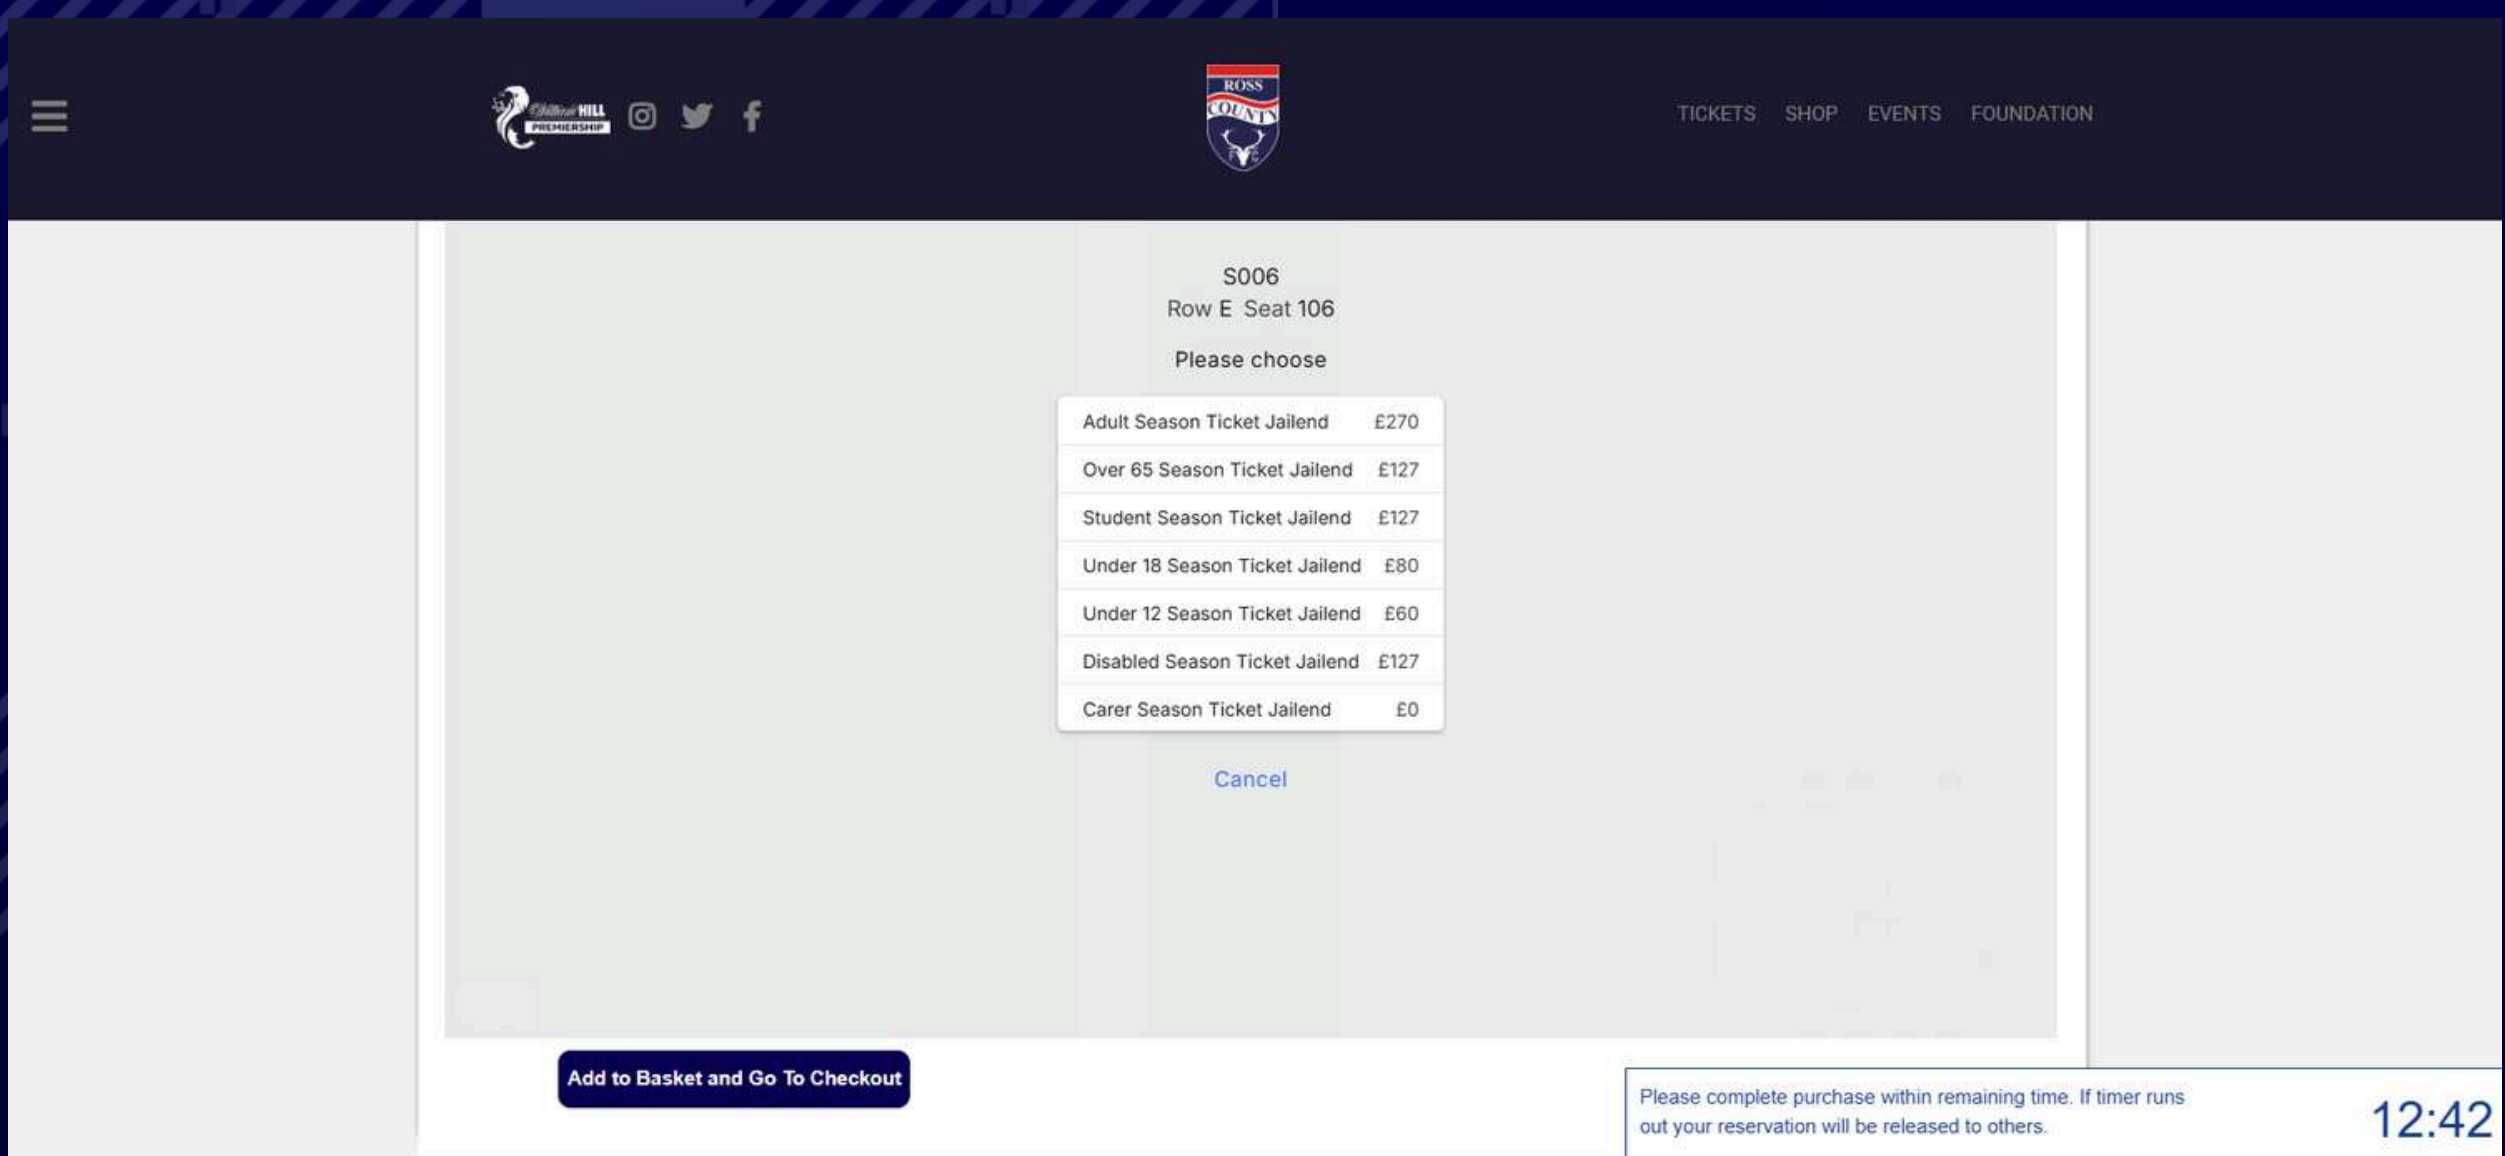 William HILL
PREMIERSHIP
ROSS
COUNTY
FC
TICKETS SHOP EVENTS FOUNDATION
S006
Row E Seat 106
Please choose
Adult Season Ticket Jailend £270
Over 65 Season Ticket Jailend £127
Student Season Ticket Jailend £127
Under 18 Season Ticket Jailend £80
Under 12 Season Ticket Jailend £60
Disabled Season Ticket Jailend £127
Carer Season Ticket Jailend £0
Cancel
Add to Basket and Go To Checkout
Please complete purchase within remaining time. If timer runs
out your reservation will be released to others.
12:42